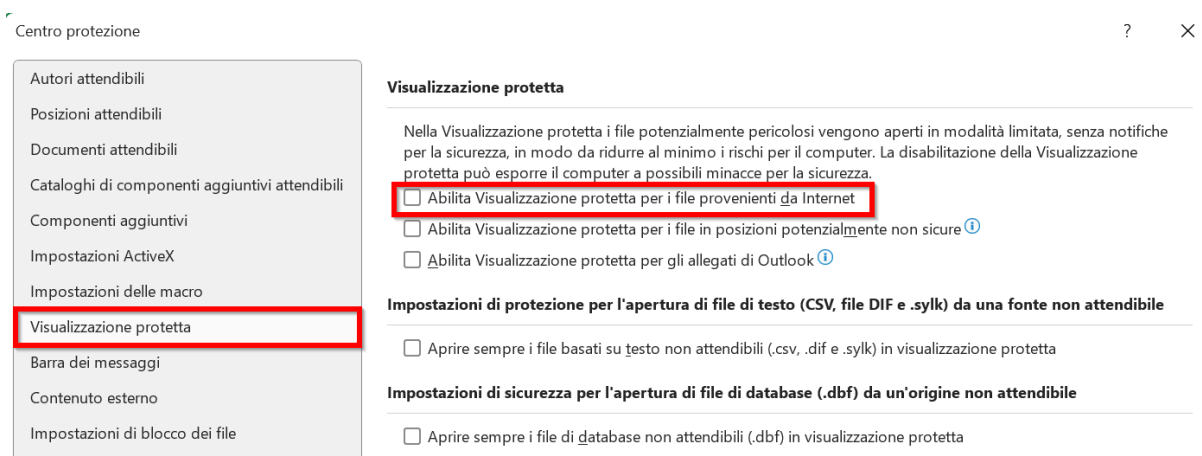 Centro protezione
?
Autori attendibili
Posizioni attendibili
Documenti attendibili
Cataloghi di componenti aggiuntivi attendibili
Componenti aggiuntivi
Impostazioni ActiveX
Impostazioni delle macro
Visualizzazione protetta
Barra dei messaggi
Contenuto esterno
Impostazioni di blocco dei file
Visualizzazione protetta
Nella Visualizzazione protetta i file potenzialmente pericolosi vengono aperti in modalità limitata, senza notifiche
per la sicurezza, in modo da ridurre al minimo i rischi per il computer. La disabilitazione della Visualizzazione
protetta può esporre il computer a possibili minacce per la sicurezza.
Abilita Visualizzazione protetta per i file provenienti da Internet
Abilita Visualizzazione protetta per i file in posizioni potenzialmente non sicure
Abilita Visualizzazione protetta per gli allegati di Outlook
Impostazioni di protezione per l'apertura di file di testo (CSV, file DIF e .sylk) da una fonte non attendibile
Aprire sempre i file basati su testo non attendibili (.csv, .dif e .sylk) in visualizzazione protetta
Impostazioni di sicurezza per l'apertura di file di database (.dbf) da un'origine non attendibile
Aprire sempre i file di database non attendibili (.dbf) in visualizzazione protetta